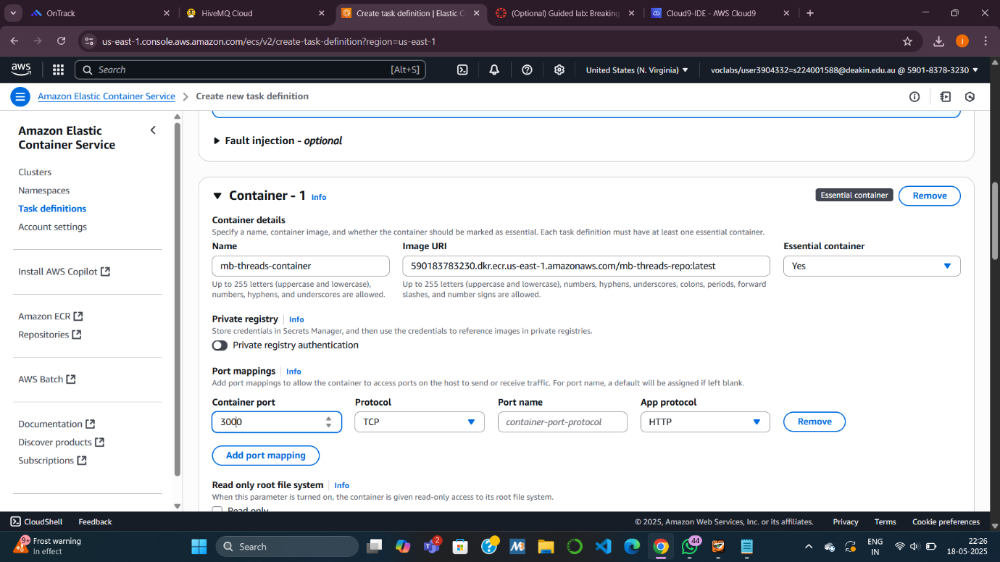 OnTrack
HiveMQ Cloud
Create task definition | Elastic C
(Optional) Guided lab: Breaking
Cloud9-IDE - AWS Cloud9
us-east-1.console.aws.amazon.com/ecs/v2/create-task-definition?region=us-east-1
j
aws
Search
[Alt+S]
United States (N. Virginia)
voclabs/user3904332=s224001588@deakin.edu.au @ 5901-8378-3230
Amazon Elastic Container Service
Create new task definition
Amazon Elastic
Container Service
Clusters
Namespaces
Task definitions
Account settings
Install AWS Copilot
Amazon ECR
Repositories
AWS Batch
Documentation
Discover products
Subscriptions
Fault injection - optional
Container - 1 Info
Essential container
Remove
Container details
Specify a name, container image, and whether the container should be marked as essential. Each task definition must have at least one essential container.
Name
Image URI
Essential container
mb-threads-container
590183783230.dkr.ecr.us-east-1.amazonaws.com/mb-threads-repo:latest
Yes
Up to 255 letters (uppercase and lowercase),
numbers, hyphens, and underscores are allowed.
Up to 255 letters (uppercase and lowercase), numbers, hyphens, underscores, colons, periods, forward
slashes, and number signs are allowed.
Private registry Info
Store credentials in Secrets Manager, and then use the credentials to reference images in private registries.
Private registry authentication
Port mappings Info
Add port mappings to allow the container to access ports on the host to send or receive traffic. For port name, a default will be assigned if left blank.
Container port
Protocol
Port name
App protocol
3000
TCP
container-port-protocol
HTTP
Remove
Add port mapping
Read only root file system Info
When this parameter is turned on, the container is given read-only access to its root file system.
Read only
CloudShell
Feedback
© 2025, Amazon Web Services, Inc. or its affiliates.
Privacy
Terms
Cookie preferences
9+
Frost warning
In effect
Search
2
44
ENG
IN
22:26
18-05-2025